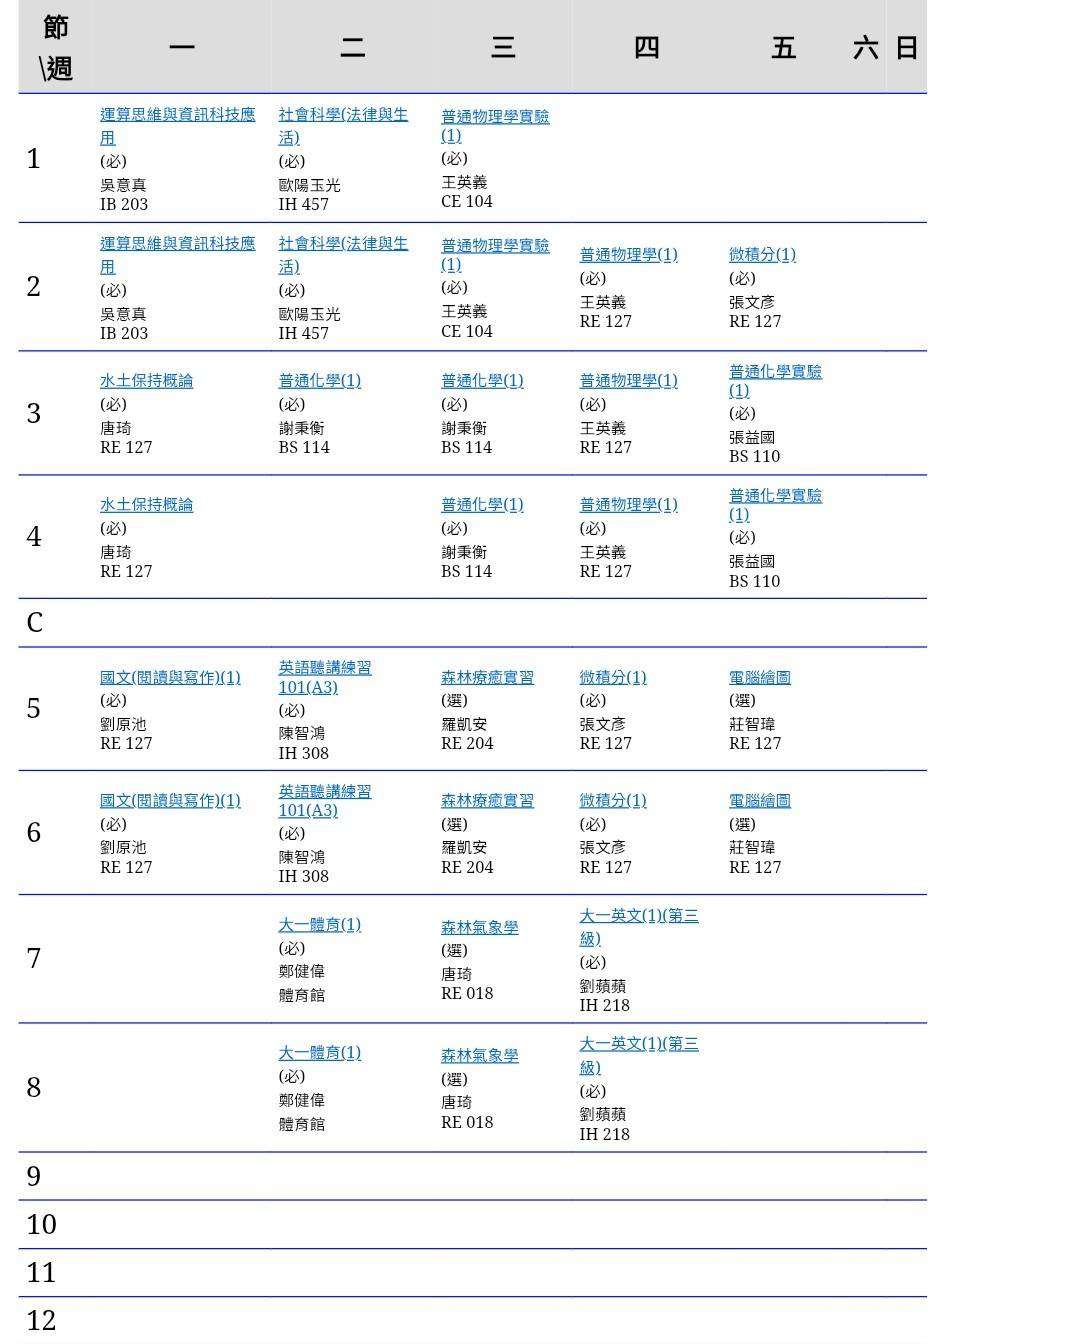 節
\週
一
二
三
四
五
六
日
1
運算思維與資訊科技應
用
(必)
吳意真
IB 203
社會科學(法律與生
活)
(必)
歐陽玉光
IH 457
普通物理學實驗
(1)
(必)
王英義
CE 104
2
運算思維與資訊科技應
用
(必)
吳意真
IB 203
社會科學(法律與生
活)
(必)
歐陽玉光
IH 457
普通物理學實驗
(1)
(必)
王英義
CE 104
普通物理學(1)
(必)
王英義
RE 127
微積分(1)
(必)
張文彥
RE 127
3
水土保持概論
(必)
唐琦
RE 127
普通化學(1)
(必)
謝秉衡
BS 114
普通化學(1)
(必)
謝秉衡
BS 114
普通物理學(1)
(必)
王英義
RE 127
普通化學實驗
(1)
(必)
張益國
BS 110
4
水土保持概論
(必)
唐琦
RE 127
普通化學(1)
(必)
謝秉衡
BS 114
普通物理學(1)
(必)
王英義
RE 127
普通化學實驗
(1)
(必)
張益國
BS 110
C
5
國文(閱讀與寫作)(1)
(必)
劉原池
RE 127
英語聽講練習
101(A3)
(必)
陳智鴻
IH 308
森林療癒實習
(選)
羅凱安
RE 204
微積分(1)
(必)
張文彥
RE 127
電腦繪圖
(選)
莊智瑋
RE 127
6
國文(閱讀與寫作)(1)
(必)
劉原池
RE 127
英語聽講練習
101(A3)
(必)
陳智鴻
IH 308
森林療癒實習
(選)
羅凱安
RE 204
微積分(1)
(必)
張文彥
RE 127
電腦繪圖
(選)
莊智瑋
RE 127
7
大一體育(1)
(必)
鄭健偉
體育館
森林氣象學
(選)
唐琦
RE 018
大一英文(1)(第三
級)
(必)
劉蘋蘋
IH 218
8
大一體育(1)
(必)
鄭健偉
體育館
森林氣象學
(選)
唐琦
RE 018
大一英文(1)(第三
級)
(必)
劉蘋蘋
IH 218
9
10
11
12